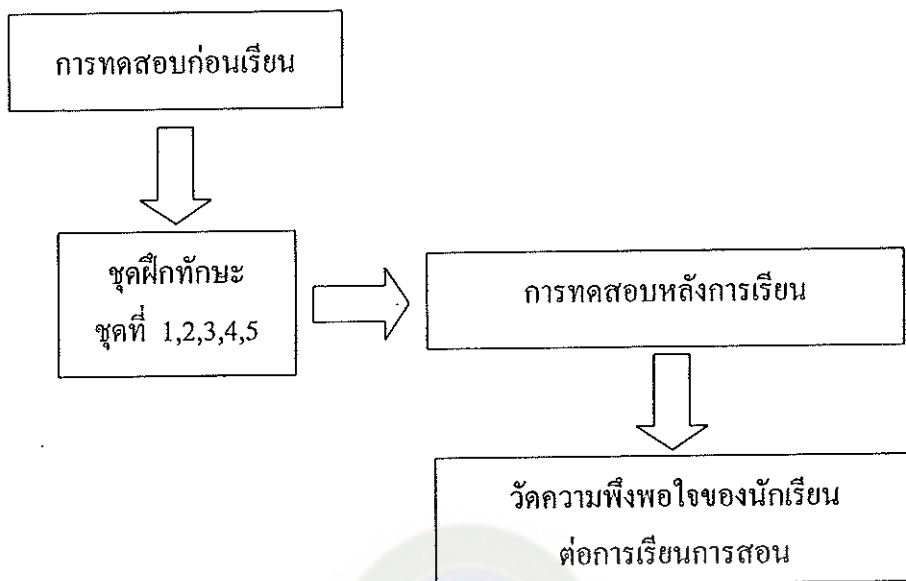 การทดสอบก่อนเรียน
ชุดฝึกทักษะ
ชุดที่ 1,2,3,4,5
การทดสอบหลังการเรียน
วัดความพึงพอใจของนักเรียน
ต่อการเรียนการสอน